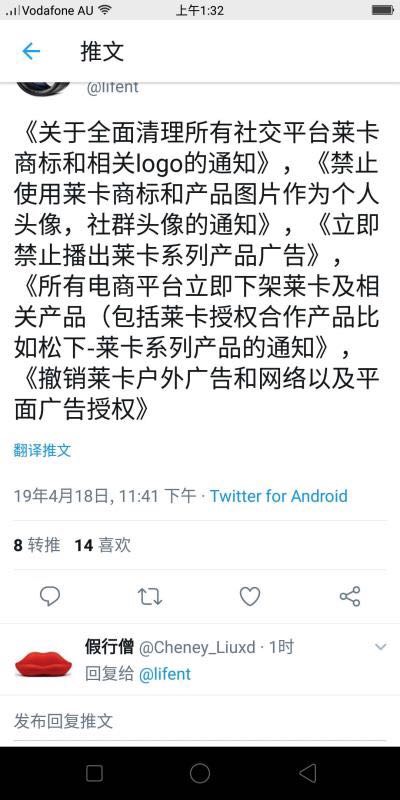 Vodafone AU 上午1:32
推文
@lifent
《关于全面清理所有社交平台莱卡
商标和相关logo的通知》，《禁止
使用莱卡商标和产品图片作为个人
头像，社群头像的通知》，《立即
禁止播出莱卡系列产品广告》，
《所有电商平台立即下架莱卡及相
关产品（包括莱卡授权合作产品比
如松下-莱卡系列产品的通知》，
《撤销莱卡户外广告和网络以及平
面广告授权》
翻译推文
19年4月18日, 11:41 下午 · Twitter for Android
8 转推 14 喜欢
假行僧 @Cheney_Liuxd · 1时
回复给 @lifent
发布回复推文